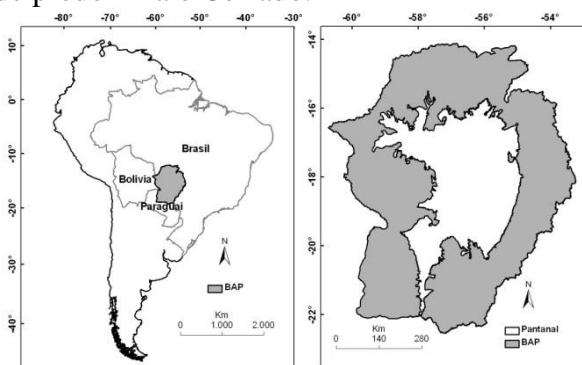 predomina o Cerrado.
-80° -70° -60° -50° -40° -30°
10°
0°
-10°
-20°
-30°
-40°
Brasil
Bolivia
Paraguai
N
BAP
Km
0 1.000 2.000
-60° -58° -56° -54°
-14°
-16°
-18°
-20°
-22°
N
Km
0 140 280
Pantanal
BAP